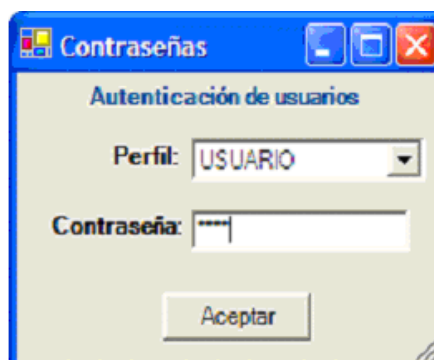 Contraseñas
Autenticación de usuarios
Perfil: USUARIO
Contraseña: ****
Aceptar